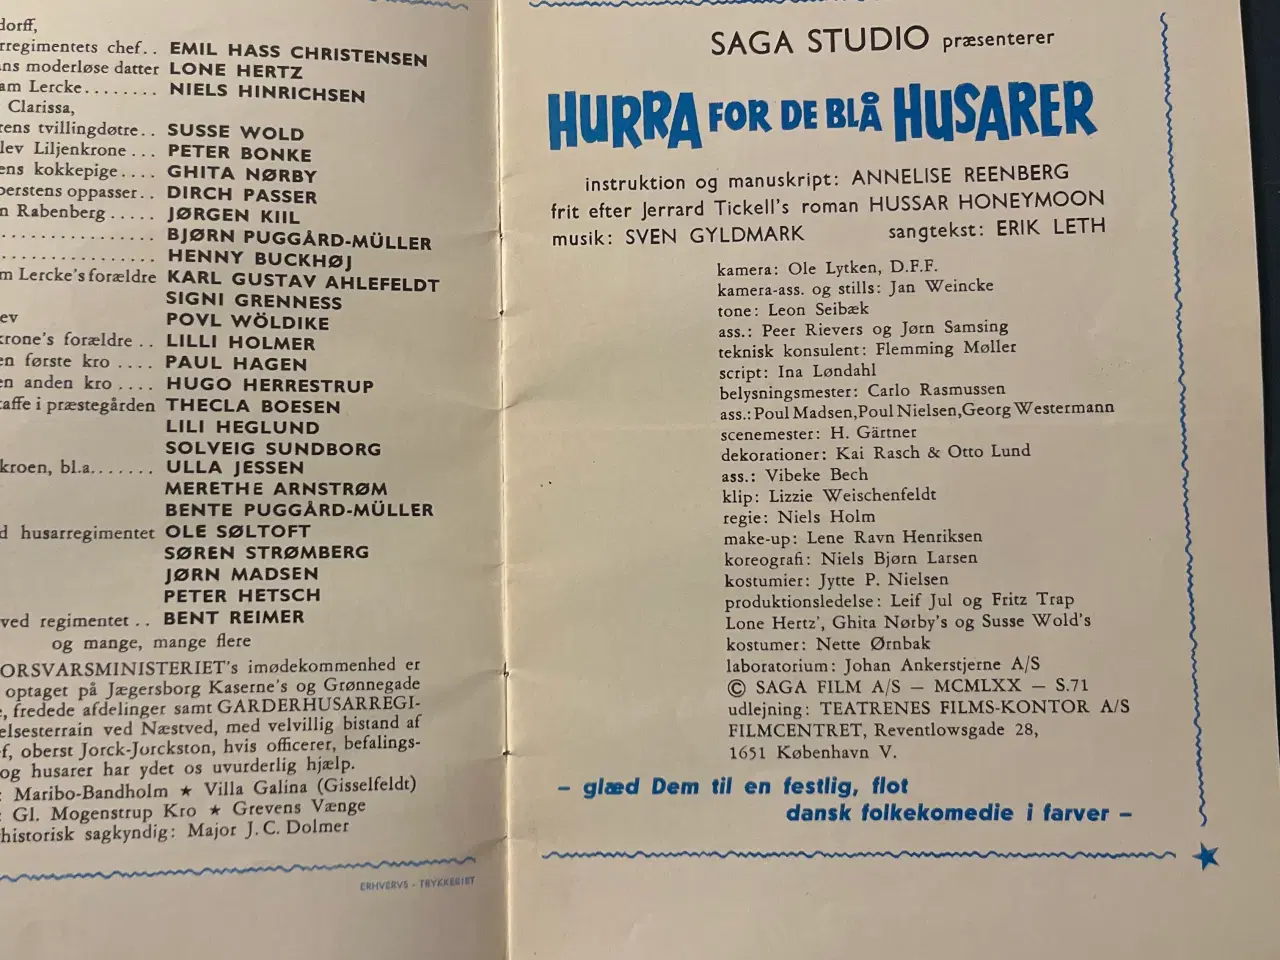 dorff,
rregimentets chef.. EMIL HASS CHRISTENSEN
ns moderløse datter LONE HERTZ
am Lercke........ NIELS HINRICHSEN
Clarissa,
rens tvillingdøtre.. SUSSE WOLD
lev Liljenkrone ... PETER BONKE
ens kokkepige.... GHITA NØRBY
perstens oppasser.. DIRCH PASSER
n Rabenberg ..... JØRGEN KIIL
................ BJØRN PUGGÅRD-MÜLLER
................ HENNY BUCKHØJ
m Lercke's forældre KARL GUSTAV AHLEFELDT
SIGNI GRENNESS
ev POVL WÖLDIKE
krone's forældre .. LILLI HOLMER
en første kro .... PAUL HAGEN
en anden kro .... HUGO HERRESTRUP
kaffe i præstegården THECLA BOESEN
LILI HEGLUND
SOLVEIG SUNDBORG
kroen, bl.a....... ULLA JESSEN
MERETHE ARNSTRØM
BENTE PUGGÅRD-MÜLLER
d husarregimentet OLE SØLTOFT
SØREN STRØMBERG
JØRN MADSEN
PETER HETSCH
ved regimentet .. BENT REIMER
og mange, mange flere
ORSVARSMINISTERIET's imødekommenhed er
optaget på Jægersborg Kaserne's og Grønnegade
e, fredede afdelinger samt GARDERHUSARREGI-
elsesterrain ved Næstved, med velvillig bistand af
ef, oberst Jorck-Jorckston, hvis officerer, befalings-
og husarer har ydet os uvurderlig hjælp.
: Maribo-Bandholm ★ Villa Galina (Gisselfeldt)
: Gl. Mogenstrup Kro ★ Grevens Vænge
historisk sagkyndig: Major J. C. Dolmer
ERHVERVS - TRYKKERIET
SAGA STUDIO præsenterer
HURRA FOR DE BLÅ HUSARER
instruktion og manuskript: ANNELISE REENBERG
frit efter Jerrard Tickell's roman HUSSAR HONEYMOON
musik: SVEN GYLDMARK sangtekst: ERIK LETH
kamera: Ole Lytken, D.F.F.
kamera-ass. og stills: Jan Weincke
tone: Leon Seibæk
ass.: Peer Rievers og Jørn Samsing
teknisk konsulent: Flemming Møller
script: Ina Løndahl
belysningsmester: Carlo Rasmussen
ass.: Poul Madsen, Poul Nielsen, Georg Westermann
scenemester: H. Gärtner
dekorationer: Kai Rasch & Otto Lund
ass.: Vibeke Bech
klip: Lizzie Weischenfeldt
regie: Niels Holm
make-up: Lene Ravn Henriksen
koreografi: Niels Bjørn Larsen
kostumier: Jytte P. Nielsen
produktionsledelse: Leif Jul og Fritz Trap
Lone Hertz', Ghita Nørby's og Susse Wold's
kostumer: Nette Ørnbak
laboratorium: Johan Ankerstjerne A/S
© SAGA FILM A/S – MCMLXX – S.71
udlejning: TEATRENES FILMS-KONTOR A/S
FILMCENTRET, Reventlowsgade 28,
1651 København V.
– glæd Dem til en festlig, flot
dansk folkekomedie i farver –